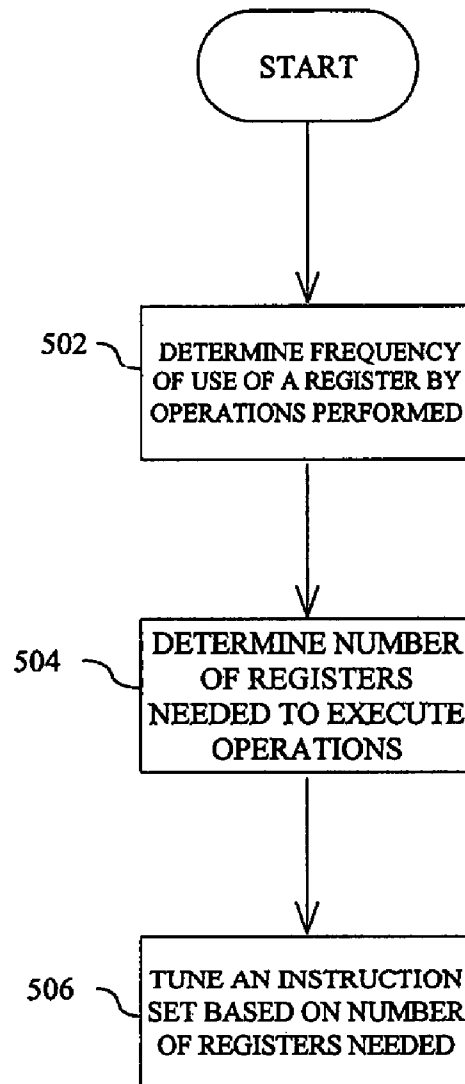 START
502
DETERMINE FREQUENCY
OF USE OF A REGISTER BY
OPERATIONS PERFORMED
504
DETERMINE NUMBER
OF REGISTERS
NEEDED TO EXECUTE
OPERATIONS
506
TUNE AN INSTRUCTION
SET BASED ON NUMBER
OF REGISTERS NEEDED